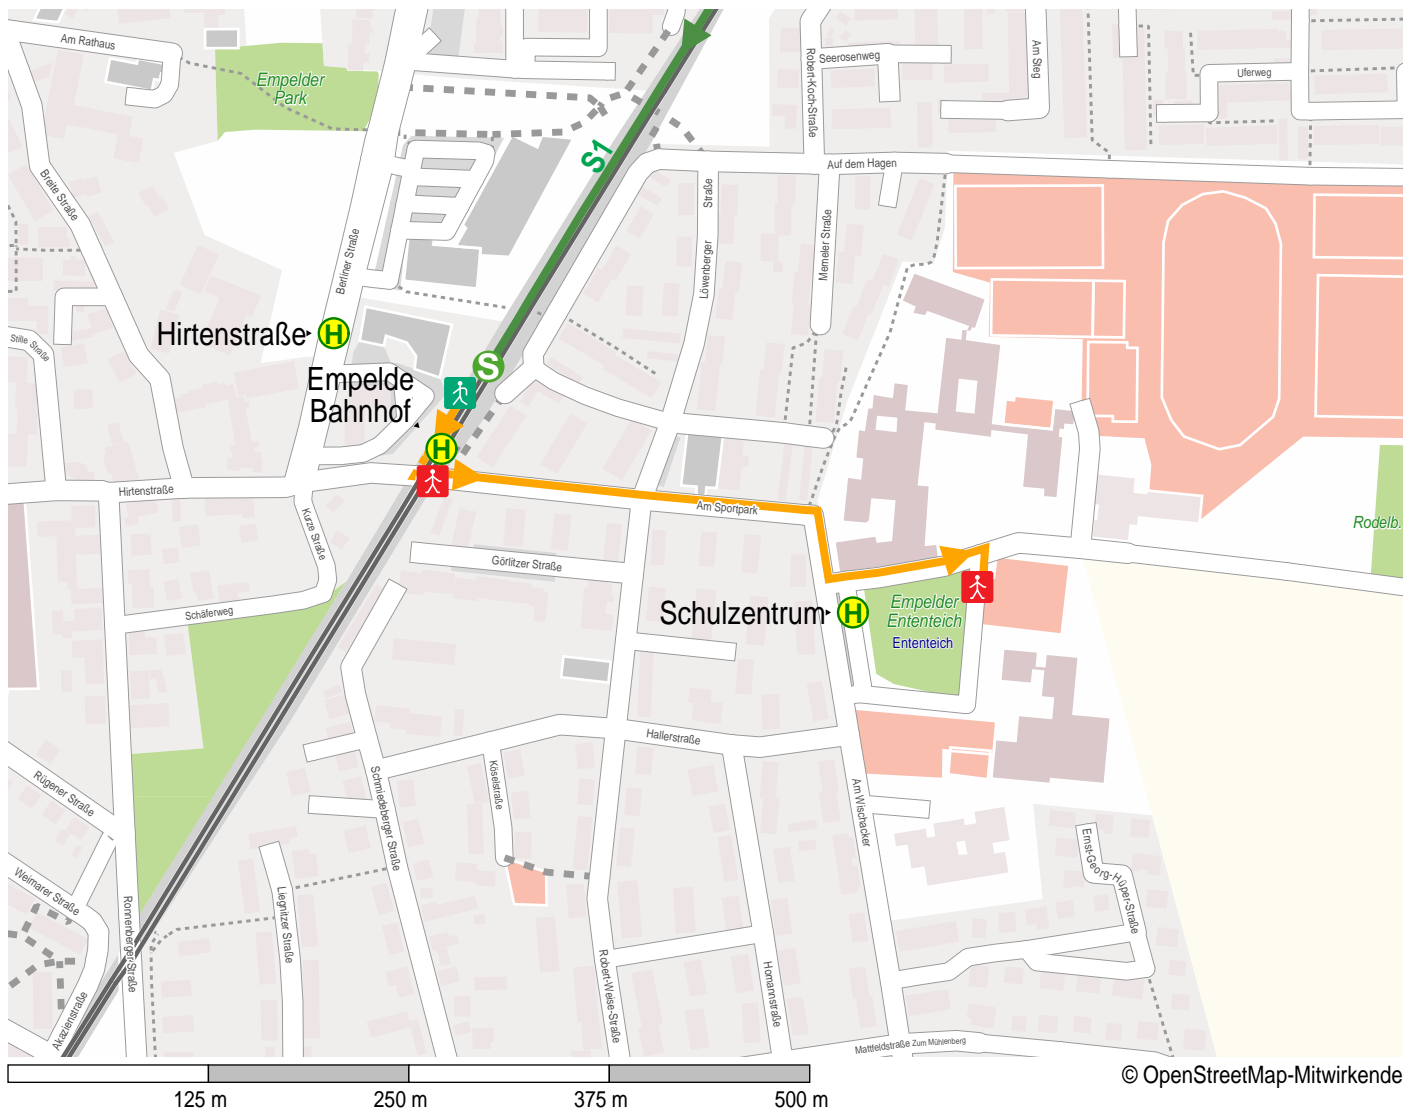 Am Rathaus
Empelder
Park
Seerosenweg
Robert-Koch-Straße
Am Steg
Uferweg
S1
Auf dem Hagen
Breite Straße
Berliner Straße
Löwenberger
Straße
Memeler Straße
Hirtenstraße
H
Stille Straße
S
Empelde
Bahnhof
H
Hirtenstraße
Kurze Straße
Am Sportpark
Rodelb.
Görlitzer Straße
Schäferweg
Schulzentrum
H
Empelder
Ententeich
Ententeich
Hallerstraße
Rügener Straße
Schmiedeberger Straße
Köselstraße
Am Wischacker
Ernst-Georg-Hüper-Straße
Weimarer Straße
Ronnenberger Straße
Liegnitzer Straße
Robert-Weise-Straße
Homannstraße
Akazienstraße
Mattfeldstraße
Zum Mühlenberg
125 m
250 m
375 m
500 m
© OpenStreetMap-Mitwirkende